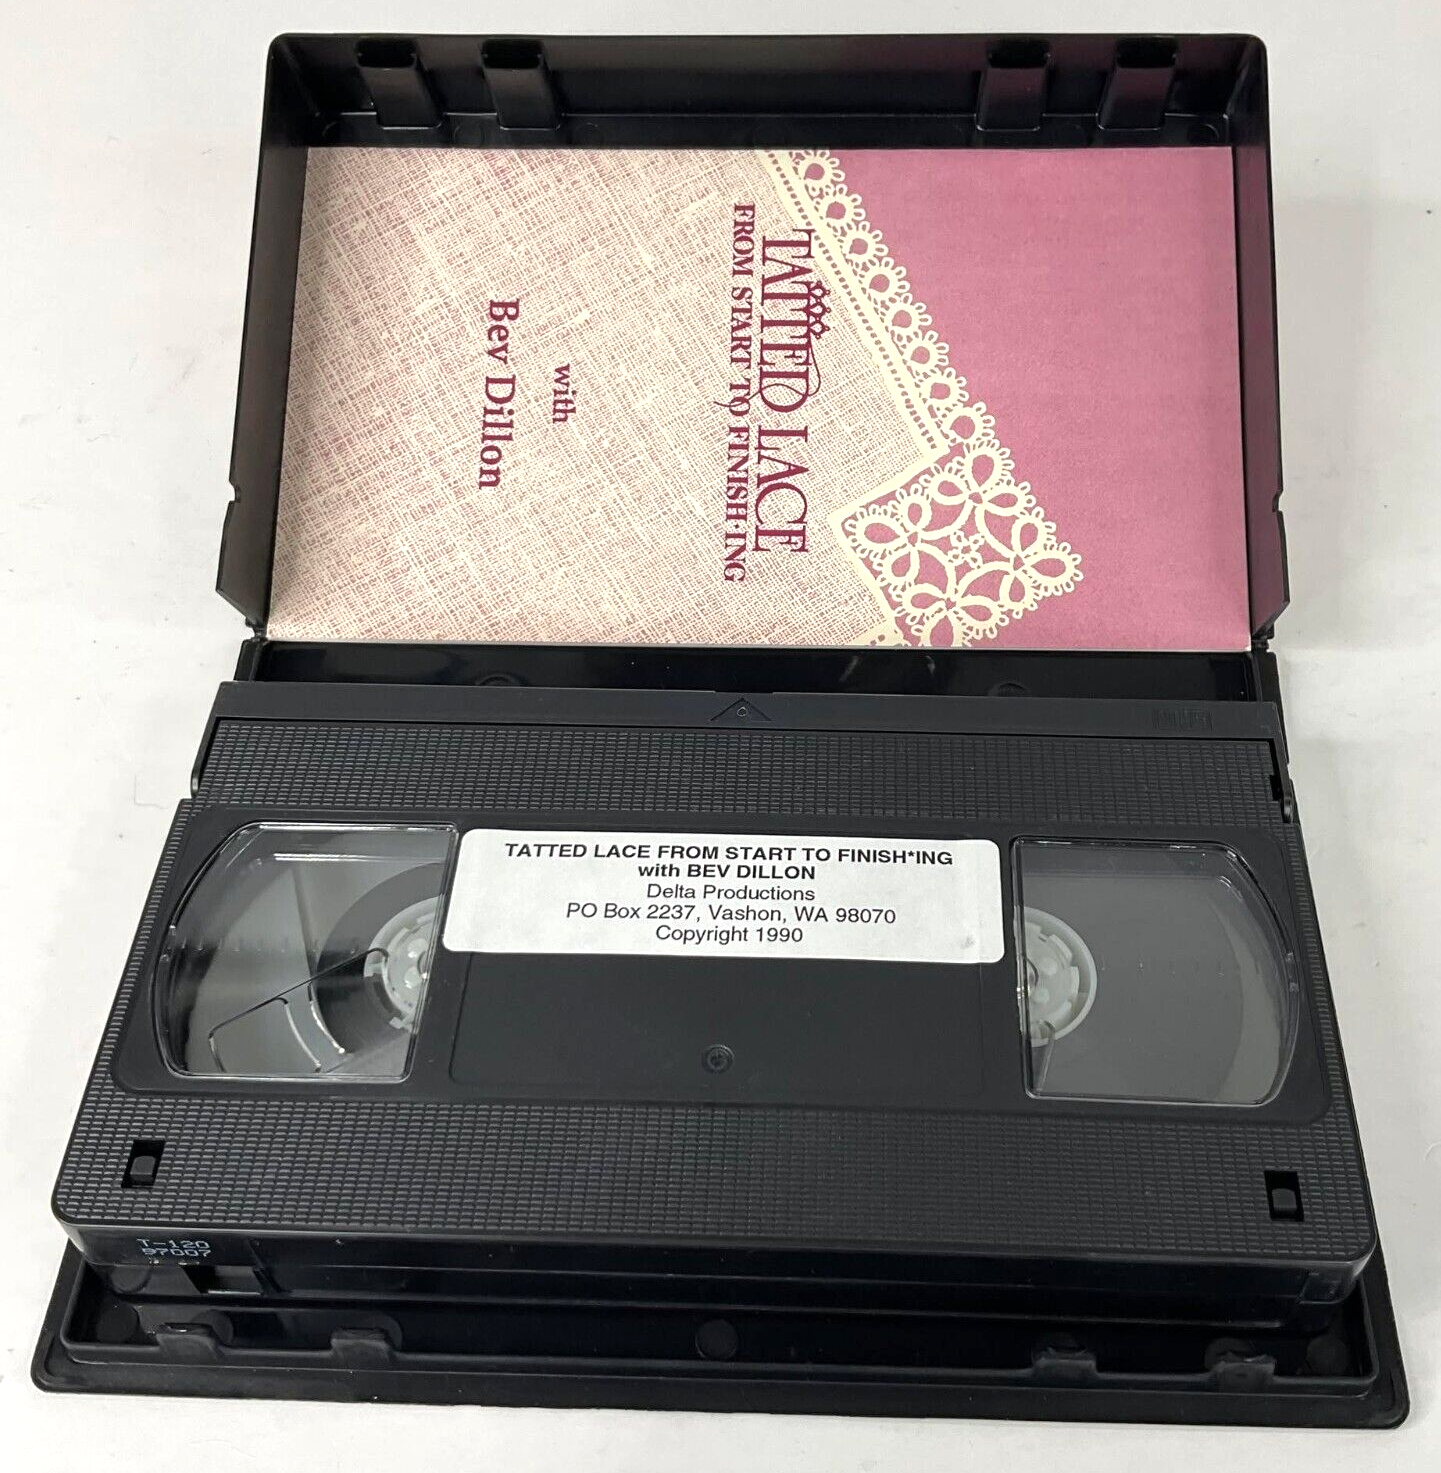 TATTED LACE
FROM START TO FINISH·ING
with
Bev Dillon
TATTED LACE FROM START TO FINISH*ING
with BEV DILLON
Delta Productions
PO Box 2237, Vashon, WA 98070
Copyright 1990
T-120
97007